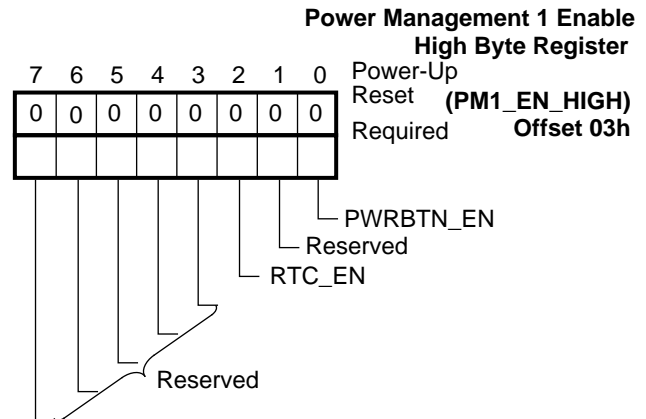 Power Management 1 Enable
High Byte Register
(PM1_EN_HIGH)
Offset 03h
7 6 5 4 3 2 1 0
Power-Up
Reset
0 0 0 0 0 0 0 0
Required
PWRBTN_EN
Reserved
RTC_EN
Reserved